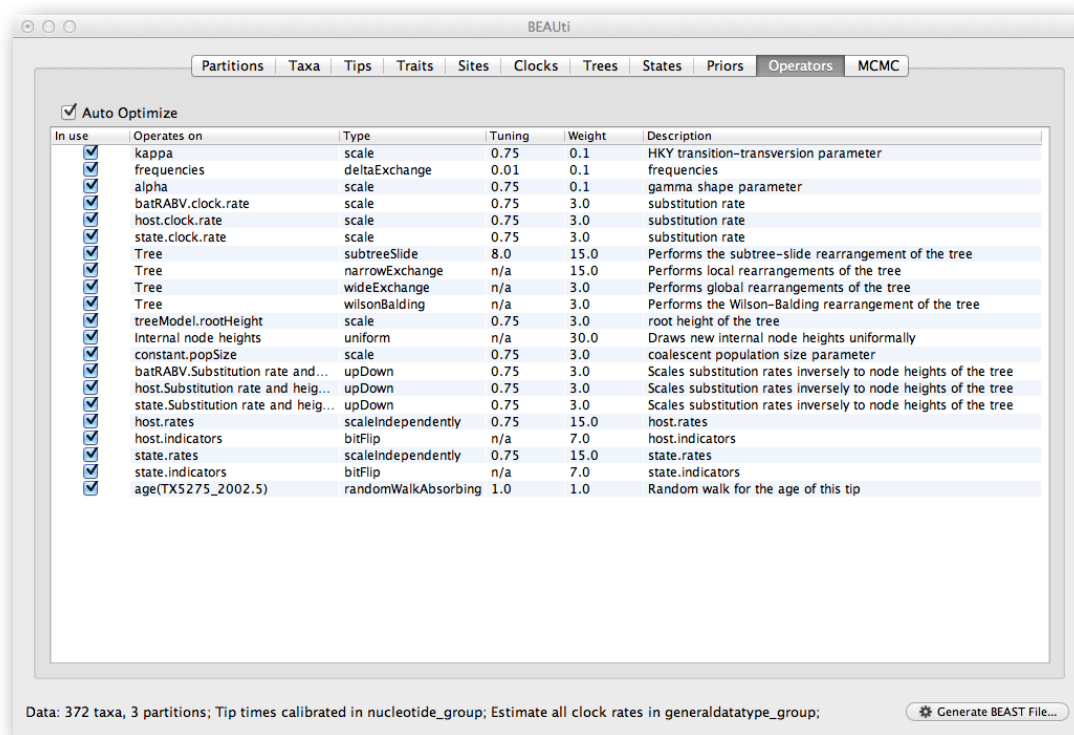 BEAUti
Partitions Taxa Tips Traits Sites Clocks Trees States Priors Operators MCMC
Auto Optimize
In use Operates on Type Tuning Weight Description
kappa scale 0.75 0.1 HKY transition-transversion parameter
frequencies deltaExchange 0.01 0.1 frequencies
alpha scale 0.75 0.1 gamma shape parameter
batRABV.clock.rate scale 0.75 3.0 substitution rate
host.clock.rate scale 0.75 3.0 substitution rate
state.clock.rate scale 0.75 3.0 substitution rate
Tree subtreeSlide 8.0 15.0 Performs the subtree-slide rearrangement of the tree
Tree narrowExchange n/a 15.0 Performs local rearrangements of the tree
Tree wideExchange n/a 3.0 Performs global rearrangements of the tree
Tree wilsonBalding n/a 3.0 Performs the Wilson-Balding rearrangement of the tree
treeModel.rootHeight scale 0.75 3.0 root height of the tree
Internal node heights uniform n/a 30.0 Draws new internal node heights uniformally
constant.popSize scale 0.75 3.0 coalescent population size parameter
batRABV.Substitution rate and... upDown 0.75 3.0 Scales substitution rates inversely to node heights of the tree
host.Substitution rate and heig... upDown 0.75 3.0 Scales substitution rates inversely to node heights of the tree
state.Substitution rate and heig... upDown 0.75 3.0 Scales substitution rates inversely to node heights of the tree
host.rates scaleIndependently 0.75 15.0 host.rates
host.indicators bitFlip n/a 7.0 host.indicators
state.rates scaleIndependently 0.75 15.0 state.rates
state.indicators bitFlip n/a 7.0 state.indicators
age(TX5275_2002.5) randomWalkAbsorbing 1.0 1.0 Random walk for the age of this tip
Data: 372 taxa, 3 partitions; Tip times calibrated in nucleotide_group; Estimate all clock rates in generaldatatype_group; Generate BEAST File...